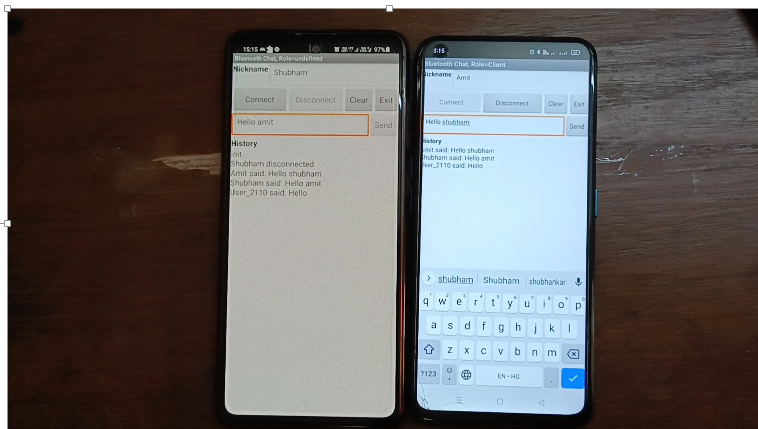 15:15
97%
Bluetooth Chat, Role=undefined
Nickname
Shubham
Connect
Disconnect
Clear
Exit
Hello amit
Send
History
init
Shubham disconnected
Amit said: Hello shubham
Shubham said: Hello amit
User_2110 said: Hello
5:15
Bluetooth Chat, Role=Client
Nickname
Amit
Connect
Disconnect
Clear
Exit
Hello shubham
Send
History
Amit said: Hello shubham
Shubham said: Hello amit
User_2110 said: Hello
shubham Shubham shubhankar
q w e r t y u i o p
a s d f g h j k l
z x c v b n m
?123
EN • HG
.